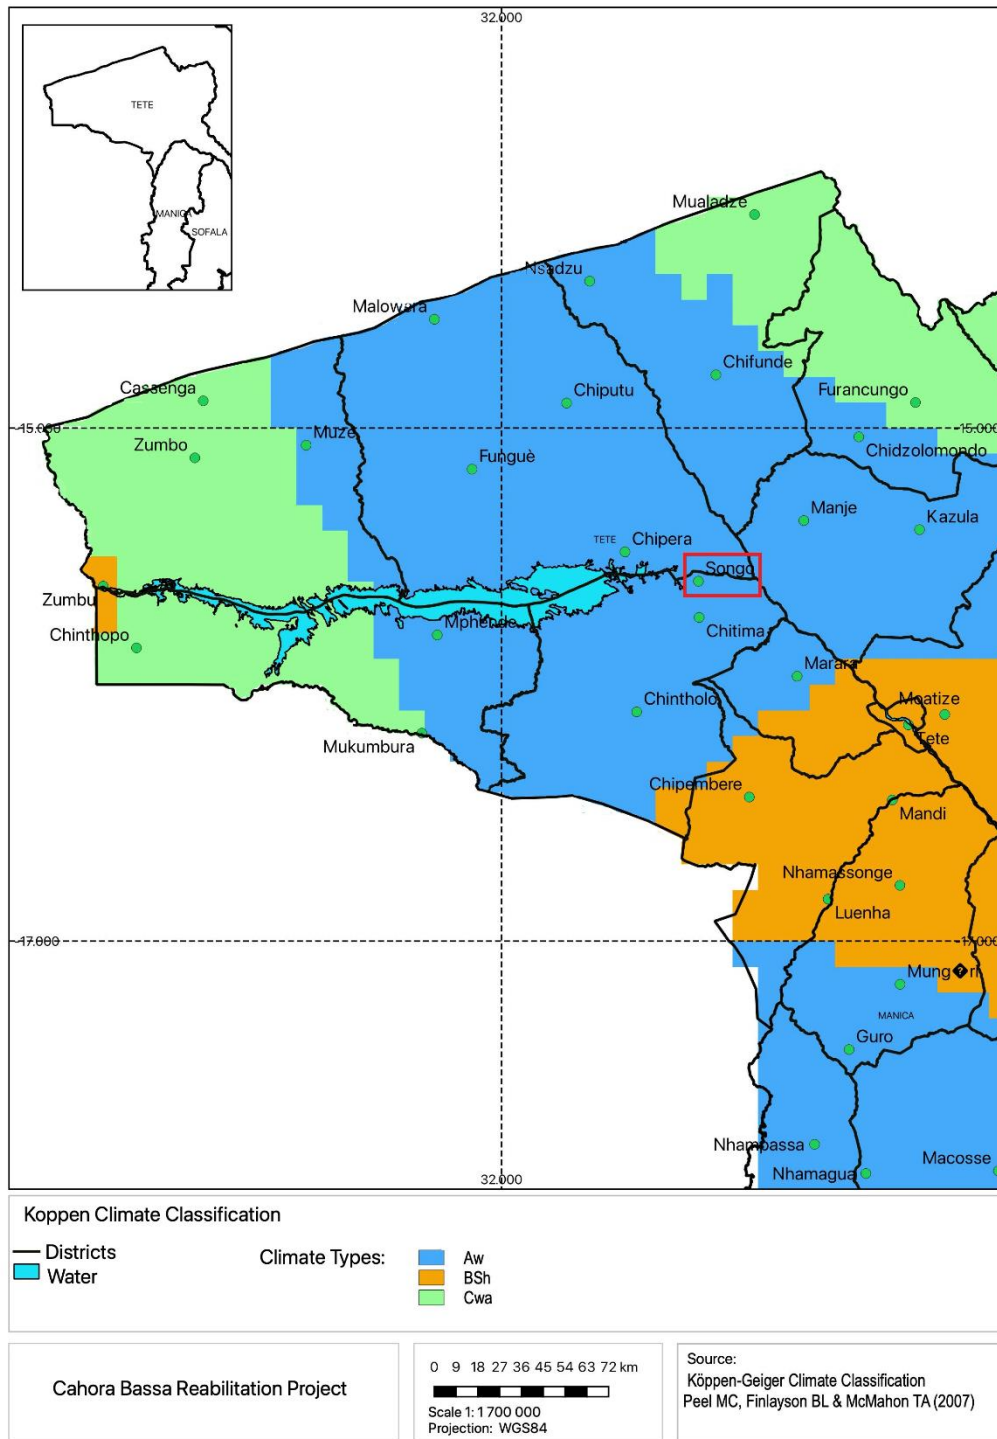 32.000
TETE
MANICA
SOFALA
Mualadze
Nsadzu
Malowara
Chifunde
Cassenga
Chiputu
Furancungo
-15.000
-15.000
Muze
Chidzolomondo
Zumbo
Funguè
Manje
Kazula
TETE
Chipera
Songo
Zumbu
Mphende
Chitima
Chinthopo
Marara
Chintholo
Moatize
Mukumbura
Tete
Chipembere
Mandi
Nhamassonge
Luenha
-17.000
-17.000
MANICA
Guro
Nhampassa
Macosse
Nhamagua
32.000
Koppen Climate Classification
Districts
Water
Climate Types:
Aw
BSh
Cwa
Cahora Bassa Reabilitation Project
0 9 18 27 36 45 54 63 72 km
Scale 1: 1 700 000
Projection: WGS84
Source:
Köppen-Geiger Climate Classification
Peel MC, Finlayson BL & McMahon TA (2007)